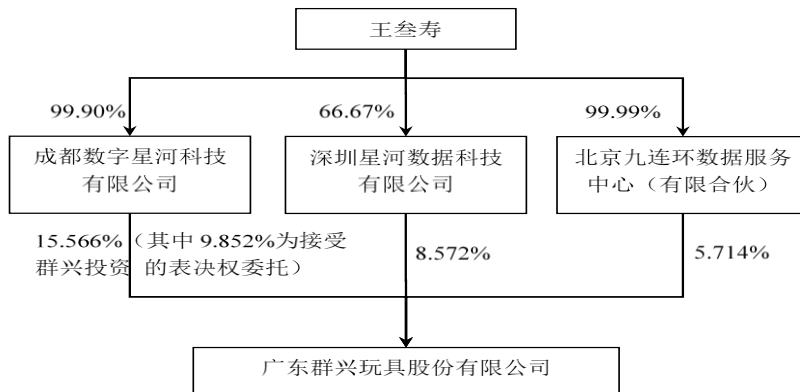 王叁寿
99.90%
66.67%
99.99%
成都数字星河科技
有限公司
深圳星河数据科技
有限公司
北京九连环数据服务
中心（有限合伙）
15.566%（其中 9.852%为接受
群兴投资 的表决权委托）
8.572%
5.714%
广东群兴玩具股份有限公司